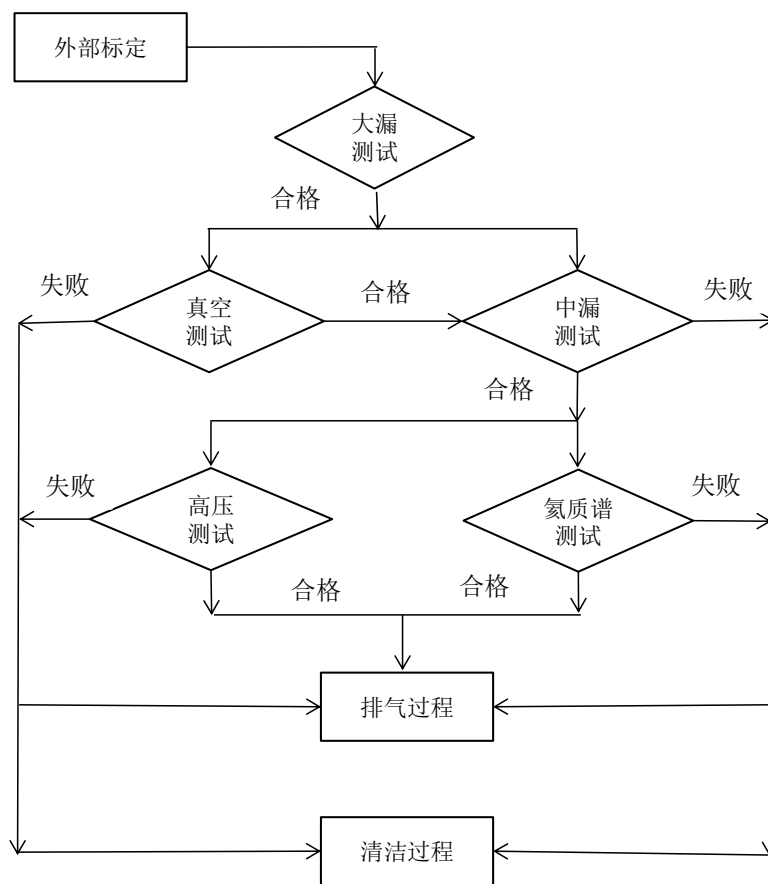 外部标定
大漏
测试
合格
失败
真空
测试
合格
中漏
测试
失败
合格
失败
高压
测试
氦质谱
测试
失败
合格
合格
排气过程
清洁过程